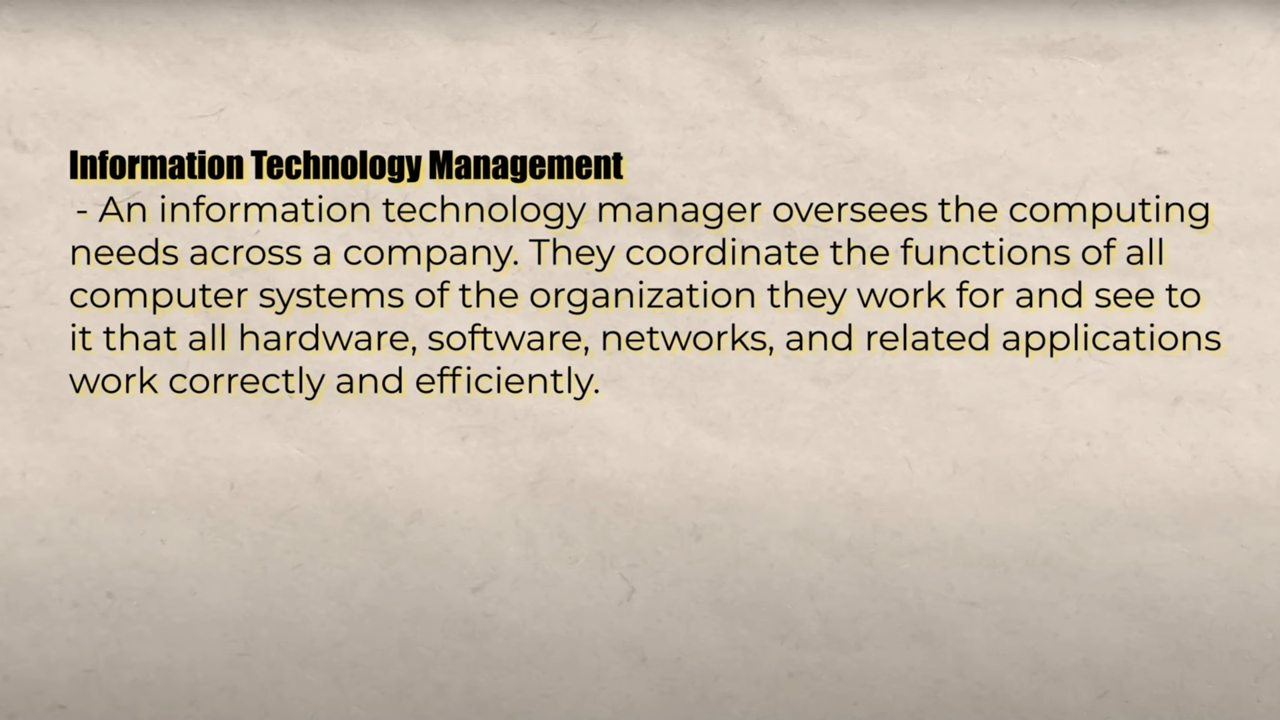 Information Technology Management
- An information technology manager oversees the computing
needs across a company. They coordinate the functions of all
computer systems of the organization they work for and see to
it that all hardware, software, networks, and related applications
work correctly and efficiently.